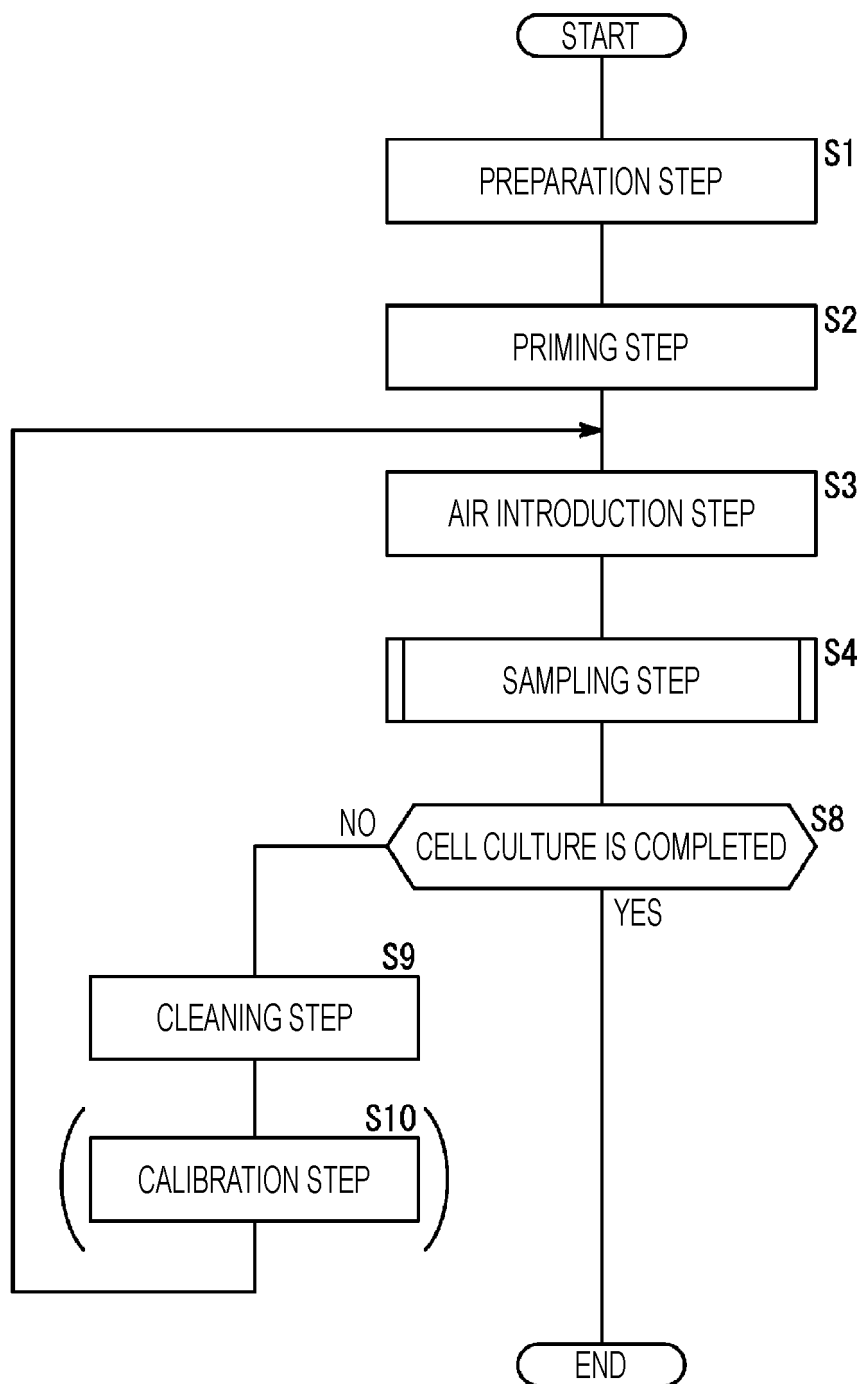 START
S1
PREPARATION STEP
S2
PRIMING STEP
S3
AIR INTRODUCTION STEP
S4
SAMPLING STEP
S8
NO
CELL CULTURE IS COMPLETED
YES
S9
CLEANING STEP
S10
CALIBRATION STEP
END